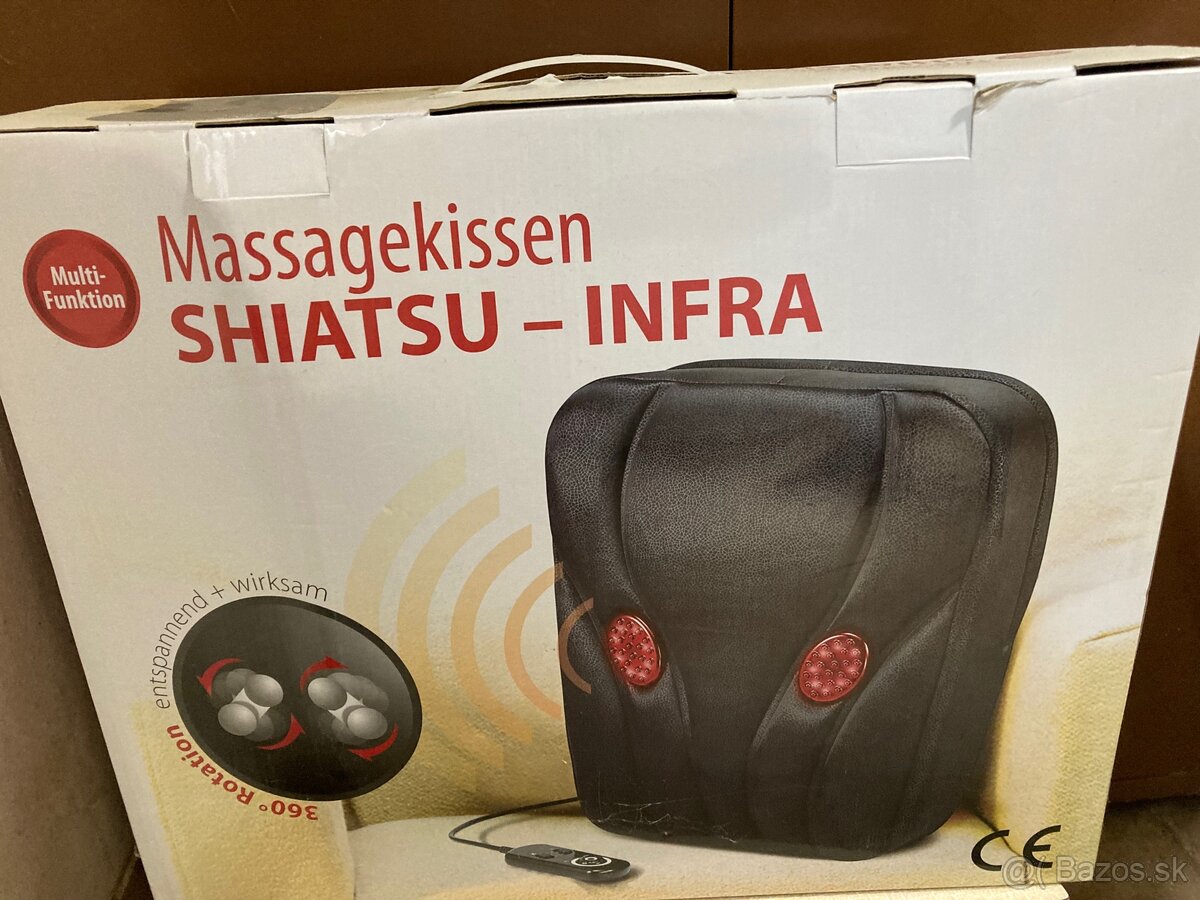 Multi-
Funktion
Massagekissen
SHIATSU – INFRA
entspannend + wirksam
360° Rotation
CE
@( Bazos.sk